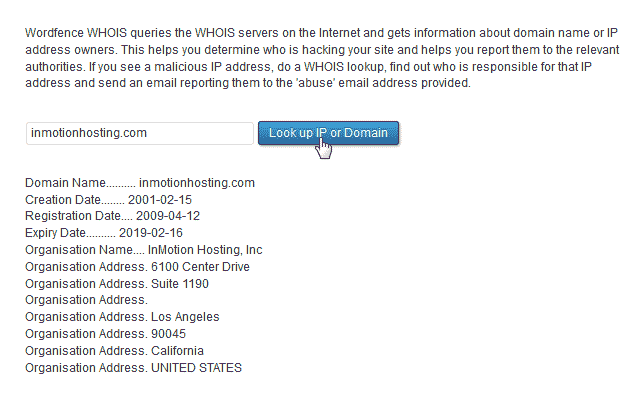 Wordfence WHOIS queries the WHOIS servers on the Internet and gets information about domain name or IP
address owners. This helps you determine who is hacking your site and helps you report them to the relevant
authorities. If you see a malicious IP address, do a WHOIS lookup, find out who is responsible for that IP
address and send an email reporting them to the 'abuse' email address provided.
inmotionhosting.com Look up IP or Domain
Domain Name.......... inmotionhosting.com
Creation Date........ 2001-02-15
Registration Date.... 2009-04-12
Expiry Date.......... 2019-02-16
Organisation Name.... InMotion Hosting, Inc
Organisation Address. 6100 Center Drive
Organisation Address. Suite 1190
Organisation Address.
Organisation Address. Los Angeles
Organisation Address. 90045
Organisation Address. California
Organisation Address. UNITED STATES